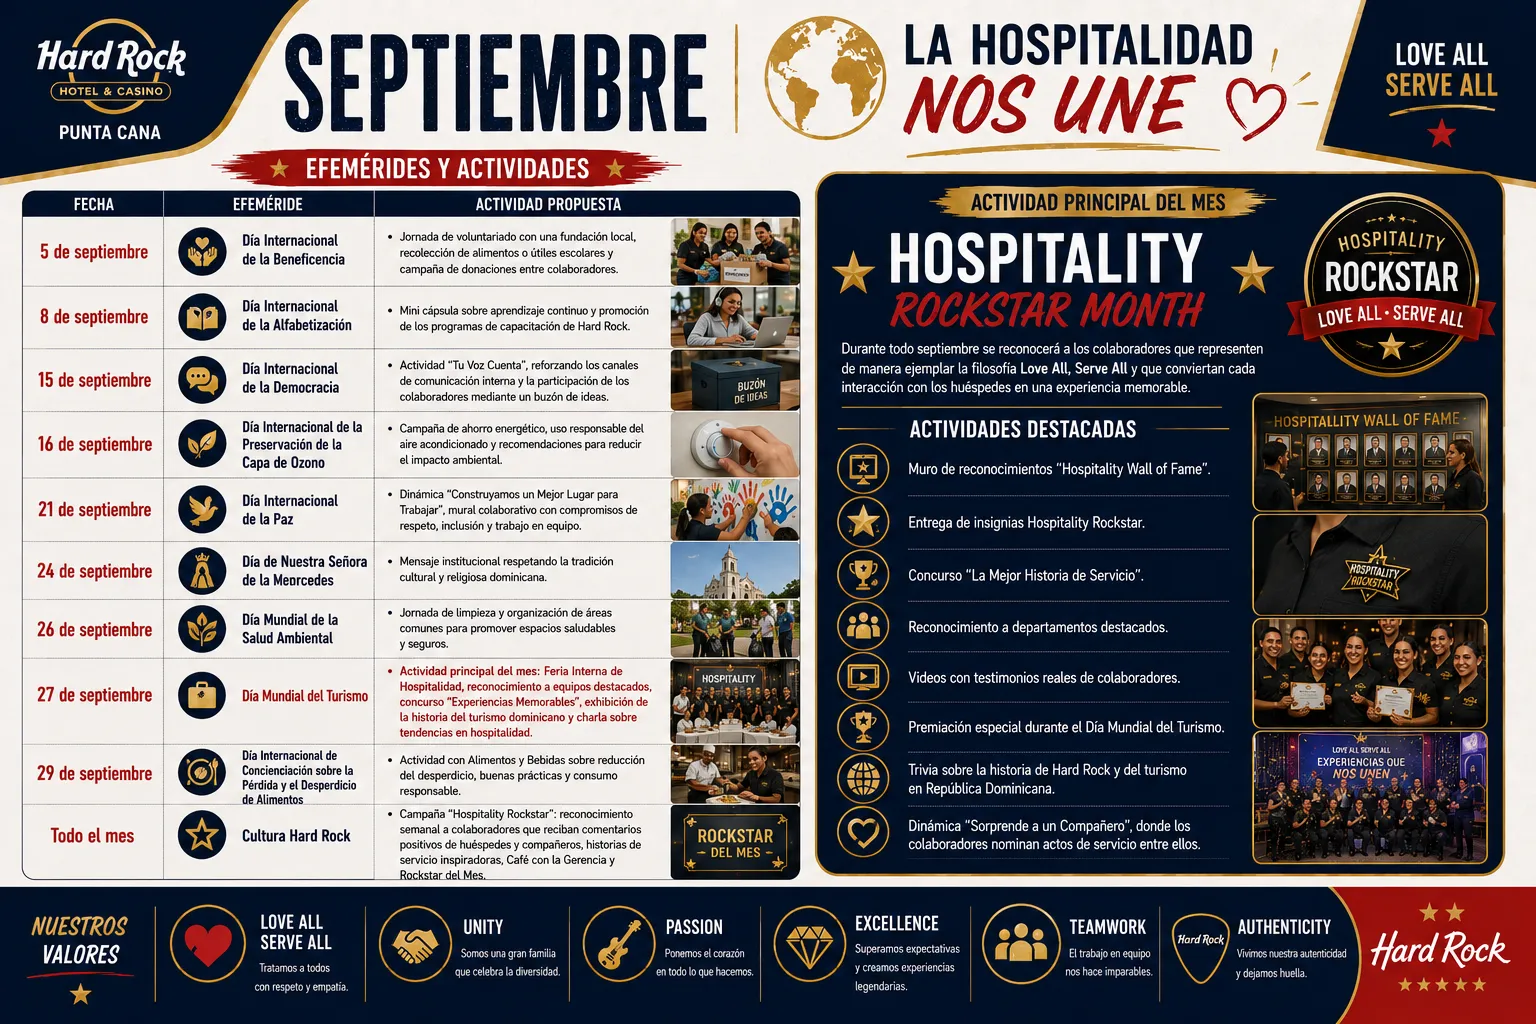 Hard Rock
HOTEL & CASINO
PUNTA CANA
SEPTIEMBRE
LA HOSPITALIDAD
NOS UNE
LOVE ALL
SERVE ALL
EFEMÉRIDES Y ACTIVIDADES
FECHA
EFEMÉRIDE
ACTIVIDAD PROPUESTA
5 de septiembre
Día Internacional
de la Beneficencia
• Jornada de voluntariado con una fundación local,
recolección de alimentos o útiles escolares y
campaña de donaciones entre colaboradores.
8 de septiembre
Día Internacional
de la Alfabetización
• Mini cápsula sobre aprendizaje continuo y promoción
de los programas de capacitación de Hard Rock.
15 de septiembre
Día Internacional
de la Democracia
• Actividad “Tu Voz Cuenta”, reforzando los canales
de comunicación interna y la participación de los
colaboradores mediante un buzón de ideas.
BUZÓN
DE IDEAS
16 de septiembre
Día Internacional de la
Preservación de la
Capa de Ozono
• Campaña de ahorro energético, uso responsable del
aire acondicionado y recomendaciones para reducir
el impacto ambiental.
21 de septiembre
Día Internacional
de la Paz
• Dinámica “Construyamos un Mejor Lugar para
Trabajar”, mural colaborativo con compromisos de
respeto, inclusión y trabajo en equipo.
24 de septiembre
Día de Nuestra Señora
de la Meorcedes
• Mensaje institucional respetando la tradición
cultural y religiosa dominicana.
26 de septiembre
Día Mundial de la
Salud Ambiental
• Jornada de limpieza y organización de áreas
comunes para promover espacios saludables
y seguros.
27 de septiembre
Día Mundial del Turismo
• Actividad principal del mes: Feria Interna de
Hospitalidad, reconocimiento a equipos destacados,
concurso “Experiencias Memorables”, exhibición de
la historia del turismo dominicano y charla sobre
tendencias en hospitalidad.
HOSPITALITY
29 de septiembre
Día Internacional de
Concienciación sobre la
Pérdida y el Desperdicio
de Alimentos
• Actividad con Alimentos y Bebidas sobre reducción
del desperdicio, buenas prácticas y consumo
responsable.
Todo el mes
Cultura Hard Rock
• Campaña “Hospitality Rockstar”: reconocimiento
semanal a colaboradores que reciban comentarios
positivos de huéspedes y compañeros, historias de
servicio inspiradoras, Café con la Gerencia y
Rockstar del Mes.
ROCKSTAR
DEL MES
ACTIVIDAD PRINCIPAL DEL MES
HOSPITALITY
ROCKSTAR MONTH
HOSPITALITY
ROCKSTAR
LOVE ALL • SERVE ALL
Durante todo septiembre se reconocerá a los colaboradores que representen
de manera ejemplar la filosofía Love All, Serve All y que conviertan cada
interacción con los huéspedes en una experiencia memorable.
ACTIVIDADES DESTACADAS
Muro de reconocimientos “Hospitality Wall of Fame”.
Entrega de insignias Hospitality Rockstar.
Concurso “La Mejor Historia de Servicio”.
Reconocimiento a departamentos destacados.
Videos con testimonios reales de colaboradores.
Premiación especial durante el Día Mundial del Turismo.
Trivia sobre la historia de Hard Rock y del turismo
en República Dominicana.
Dinámica “Sorprende a un Compañero”, donde los
colaboradores nominan actos de servicio entre ellos.
HOSPITALLITY WALL OF FAME
HOSPITALITY
ROCKSTAR
LOVE ALL SERVE ALL
EXPERIENCIAS QUE
NOS UNEN
NUESTROS
VALORES
LOVE ALL
SERVE ALL
Tratamos a todos
con respeto y empatía.
UNITY
Somos una gran familia
que celebra la diversidad.
PASSION
Ponemos el corazón
en todo lo que hacemos.
EXCELLENCE
Superamos expectativas
y creamos experiencias
legendarias.
TEAMWORK
El trabajo en equipo
nos hace imparables.
Hard Rock
AUTHENTICITY
Vivimos nuestra autenticidad
y dejamos huella.
Hard Rock